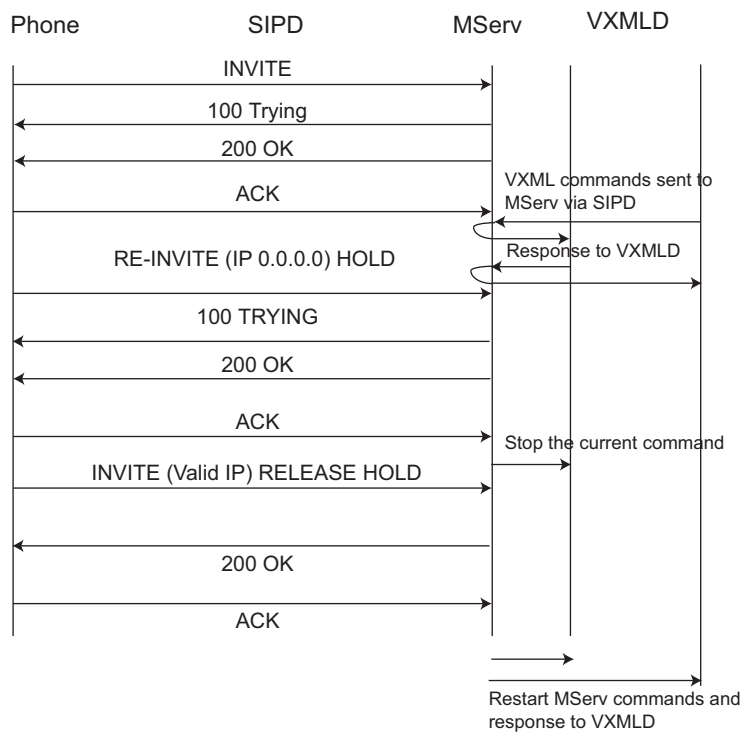 Phone SIPD MServ VXMLD
INVITE
100 Trying
200 OK
ACK
VXML commands sent to
MServ via SIPD
Response to VXMLD
RE-INVITE (IP 0.0.0.0) HOLD
100 TRYING
200 OK
ACK
Stop the current command
INVITE (Valid IP) RELEASE HOLD
200 OK
ACK
Restart MServ commands and
response to VXMLD